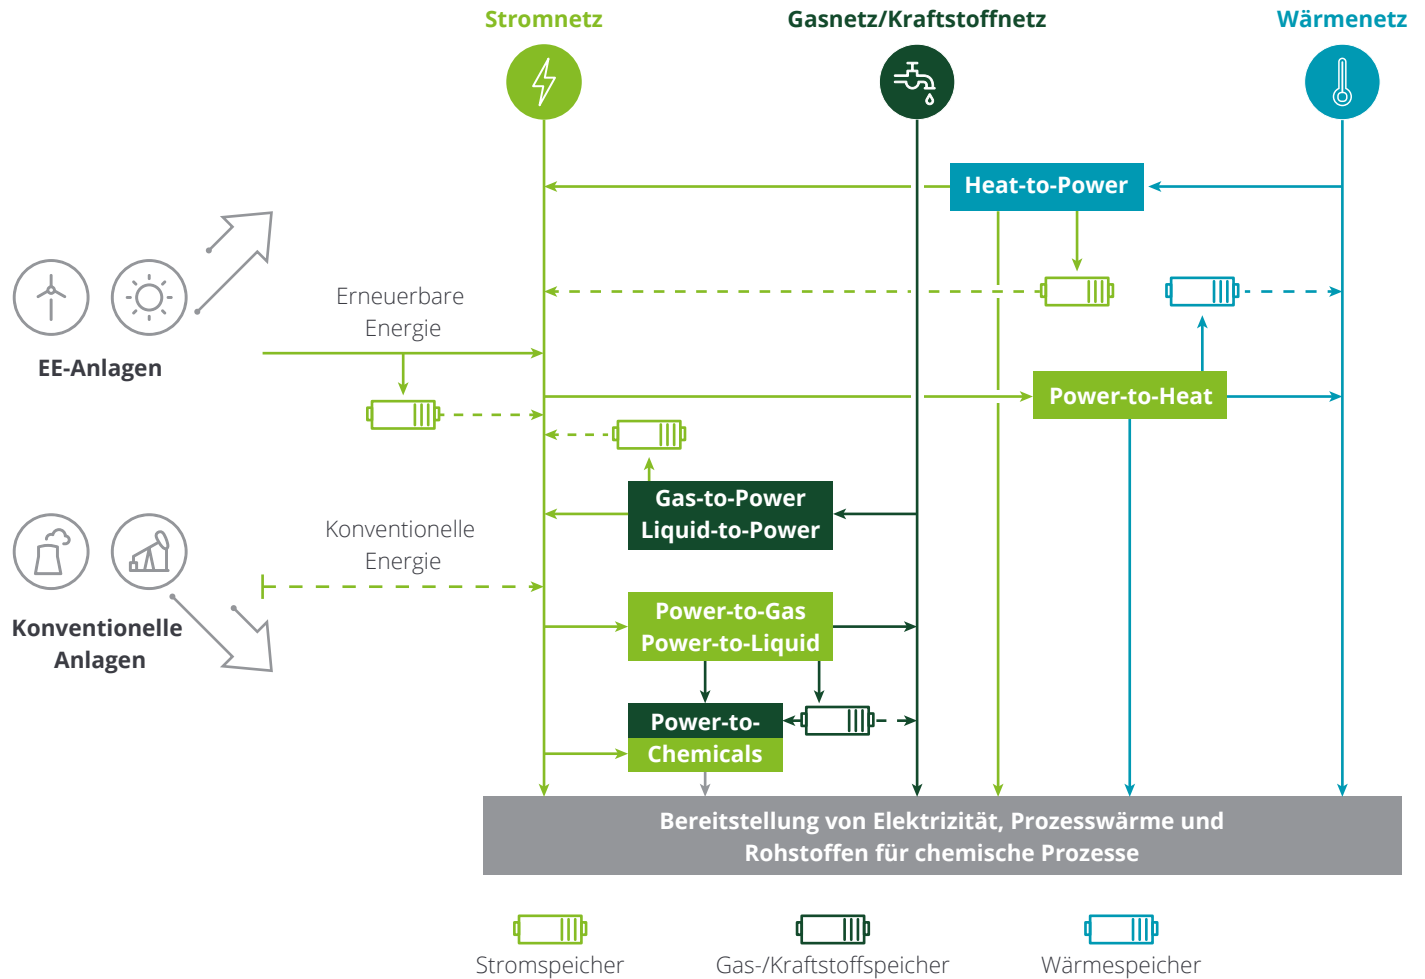 Stromnetz
Gasnetz/Kraftstoffnetz
Wärmenetz
Heat-to-Power
Erneuerbare
Energie
EE-Anlagen
Power-to-Heat
Gas-to-Power
Liquid-to-Power
Konventionelle
Energie
Konventionelle
Anlagen
Power-to-Gas
Power-to-Liquid
Power-to-
Chemicals
Bereitstellung von Elektrizität, Prozesswärme und
Rohstoffen für chemische Prozesse
Stromspeicher
Gas-/Kraftstoffspeicher
Wärmespeicher